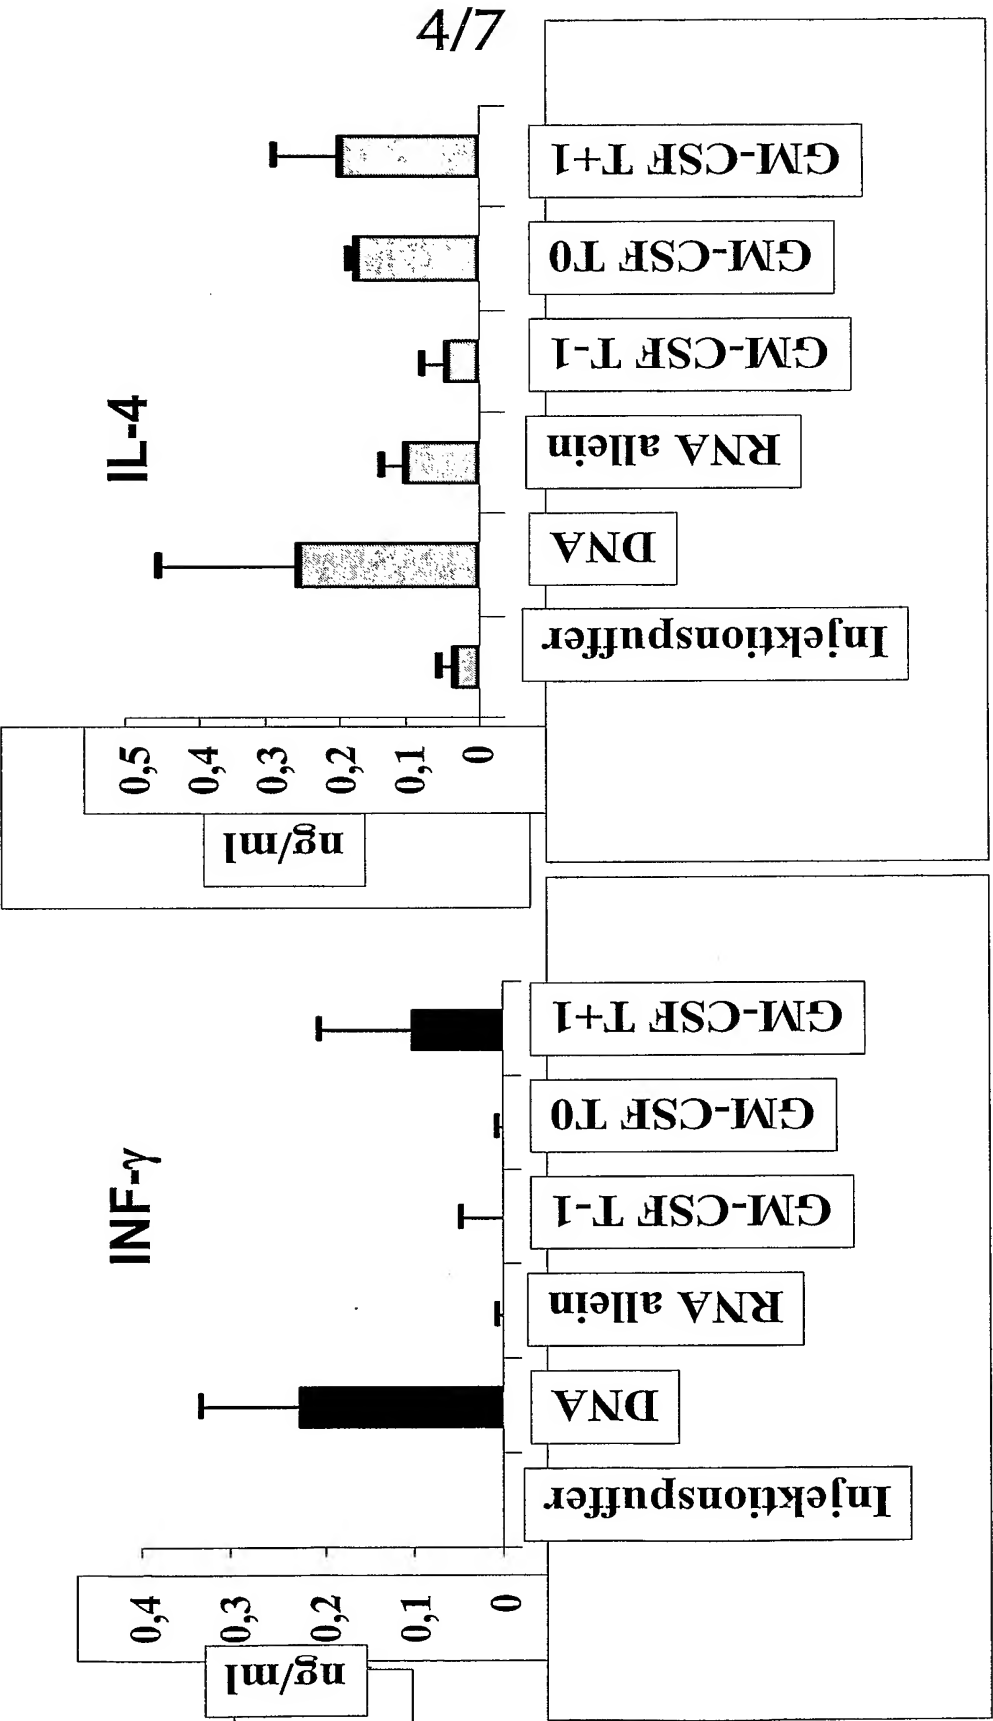 4/7
INF-γ
ng/ml
0,4
0,3
0,2
0,1
0
Injektionspuffer
DNA
RNA allein
GM-CSF T-1
GM-CSF T0
GM-CSF T+1
IL-4
ng/ml
0,5
0,4
0,3
0,2
0,1
0
Injektionspuffer
DNA
RNA allein
GM-CSF T-1
GM-CSF T0
GM-CSF T+1